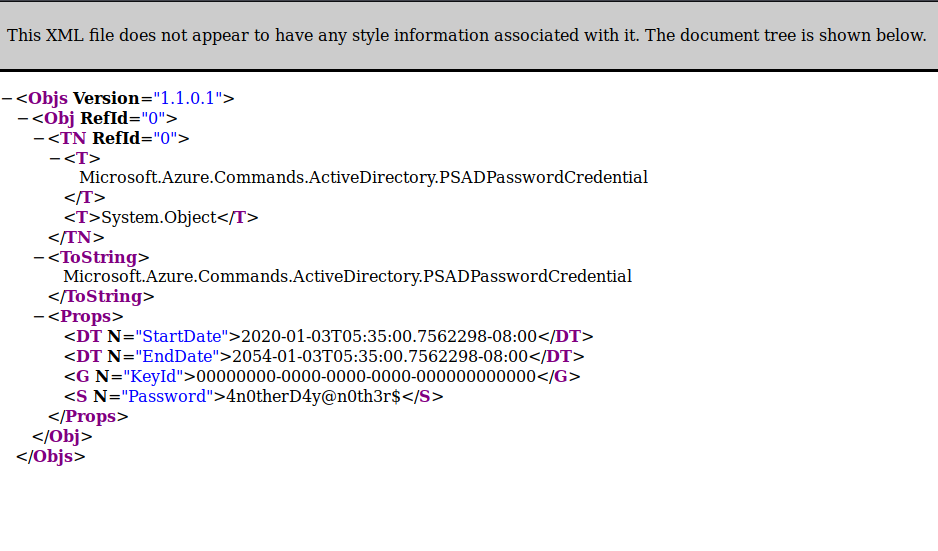 This XML file does not appear to have any style information associated with it. The document tree is shown below.
−<Objs Version="1.1.0.1">
−<Obj RefId="0">
−<TN RefId="0">
−<T>
Microsoft.Azure.Commands.ActiveDirectory.PSADPasswordCredential
</T>
<T>System.Object</T>
</TN>
−<ToString>
Microsoft.Azure.Commands.ActiveDirectory.PSADPasswordCredential
</ToString>
−<Props>
<DT N="StartDate">2020-01-03T05:35:00.7562298-08:00</DT>
<DT N="EndDate">2054-01-03T05:35:00.7562298-08:00</DT>
<G N="KeyId">00000000-0000-0000-0000-000000000000</G>
<S N="Password">4n0therD4y@n0th3r$</S>
</Props>
</Obj>
</Objs>